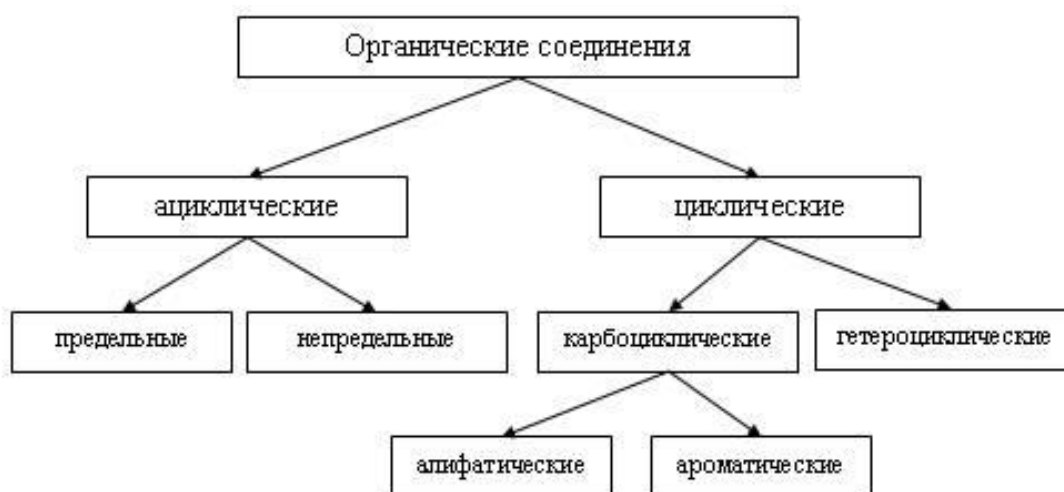 Органические соединения
ациклические
циклические
предельные
непредельные
карбоциклические
гетероциклические
алифатические
ароматические